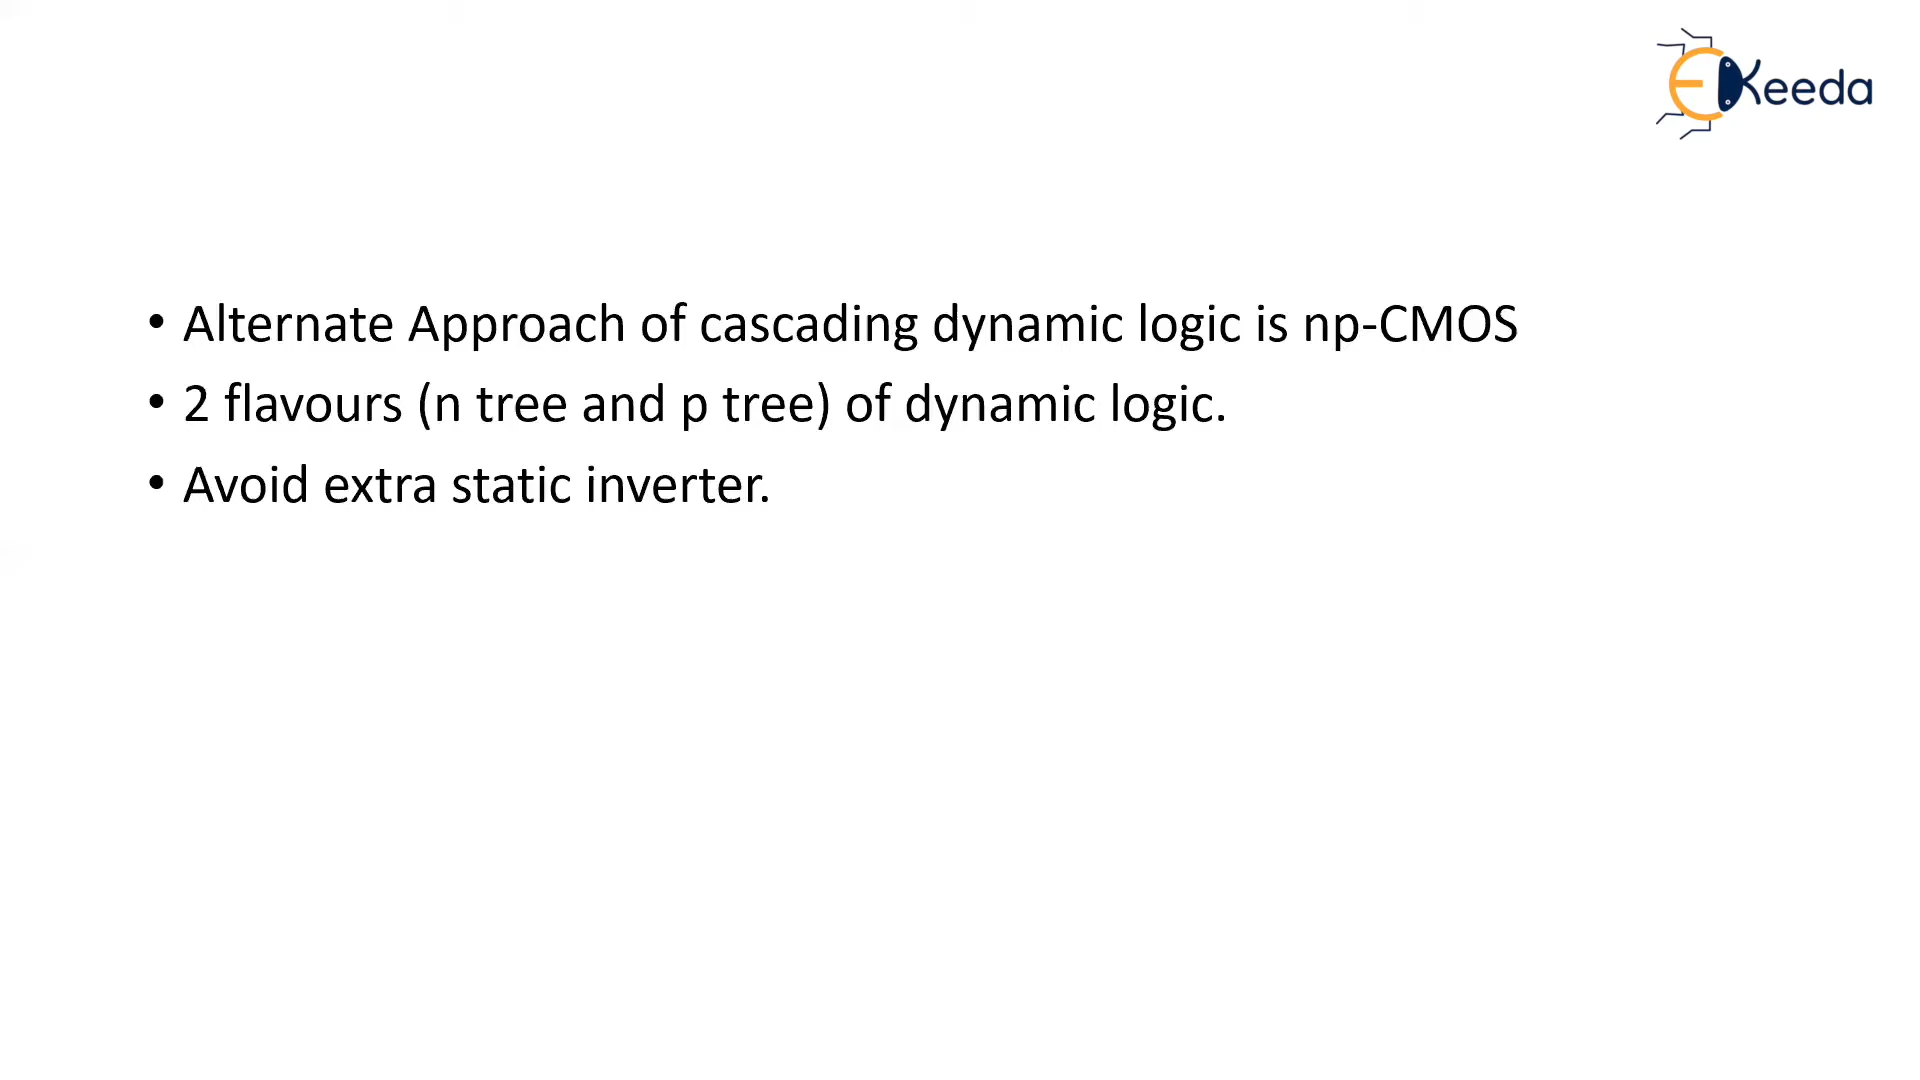 EKeeda
• Alternate Approach of cascading dynamic logic is np-CMOS
• 2 flavours (n tree and p tree) of dynamic logic.
• Avoid extra static inverter.